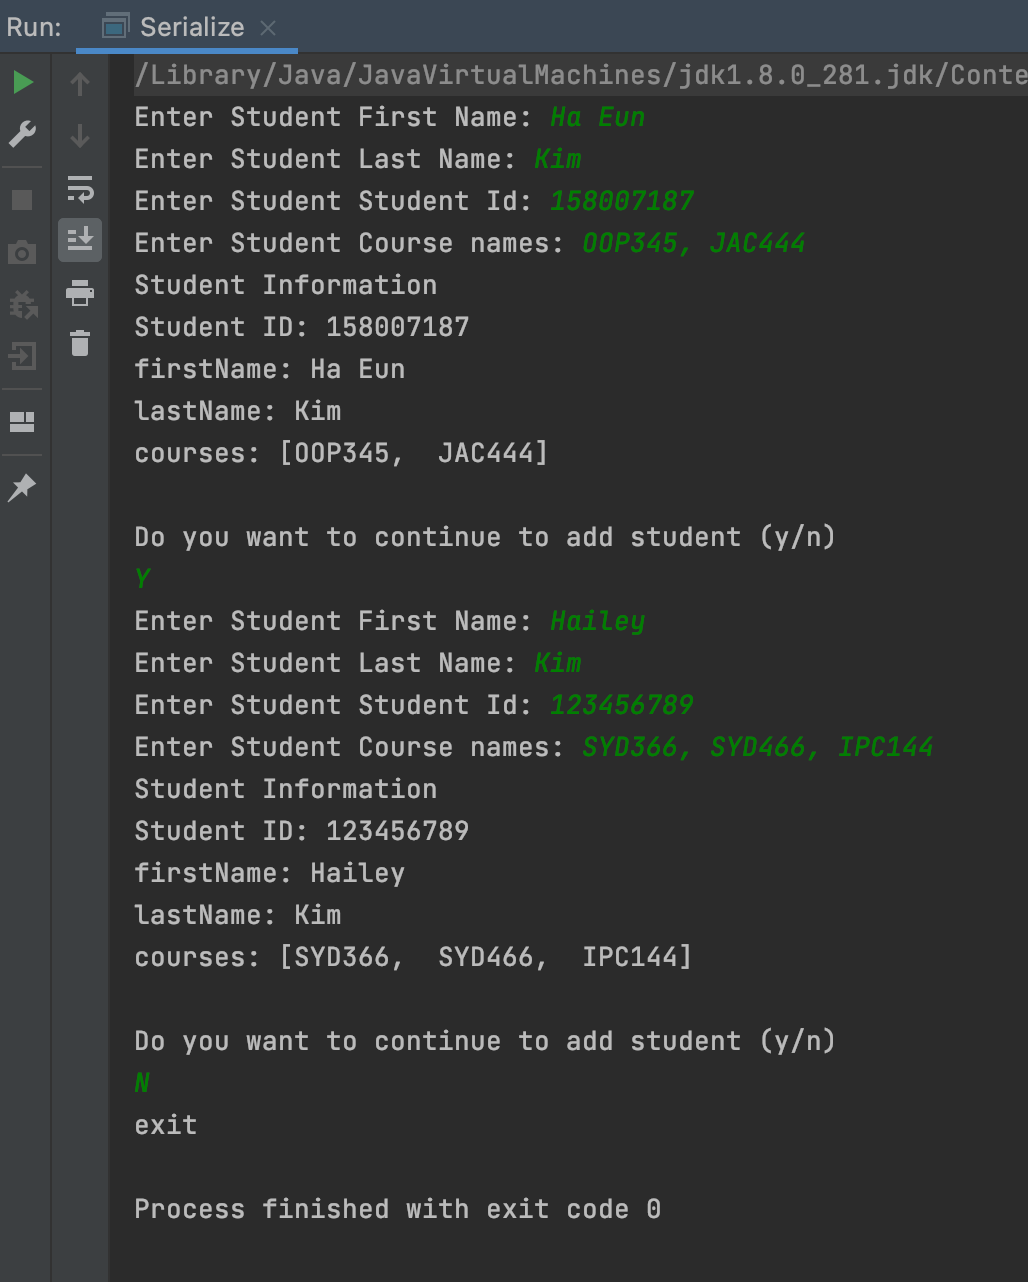 Run: Serialize
/Library/Java/JavaVirtualMachines/jdk1.8.0_281.jdk/Conte
Enter Student First Name: Ha Eun
Enter Student Last Name: Kim
Enter Student Student Id: 158007187
Enter Student Course names: OOP345, JAC444
Student Information
Student ID: 158007187
firstName: Ha Eun
lastName: Kim
courses: [OOP345,  JAC444]
Do you want to continue to add student (y/n)
Y
Enter Student First Name: Hailey
Enter Student Last Name: Kim
Enter Student Student Id: 123456789
Enter Student Course names: SYD366, SYD466, IPC144
Student Information
Student ID: 123456789
firstName: Hailey
lastName: Kim
courses: [SYD366,  SYD466,  IPC144]
Do you want to continue to add student (y/n)
N
exit
Process finished with exit code 0